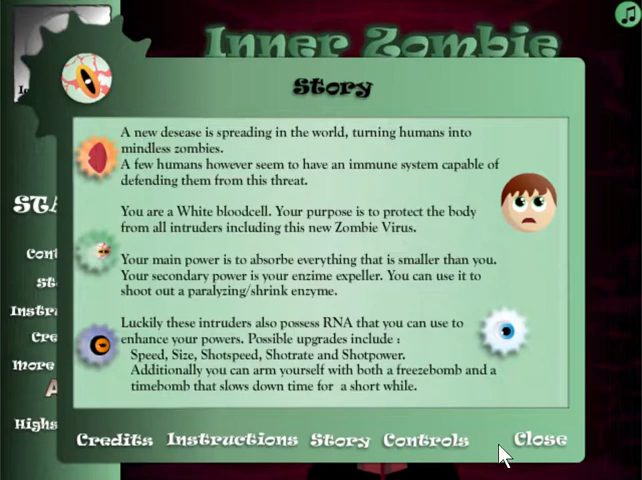 Inner Zombie
Story
A new desease is spreading in the world, turning humans into
mindless zombies.
A few humans however seem to have an immune system capable of
defending them from this threat.
You are a White bloodcell. Your purpose is to protect the body
from all intruders including this new Zombie Virus.
Your main power is to absorbe everything that is smaller than you.
Your secondary power is your enzime expeller. You can use it to
shoot out a paralyzing/shrink enzyme.
Luckily these intruders also possess RNA that you can use to
enhance your powers. Possible upgrades include :
Speed, Size, Shotspeed, Shotrate and Shotpower.
Additionally you can arm yourself with both a freezebomb and a
timebomb that slows down time for a short while.
More
Credits Instructions Story Controls Close